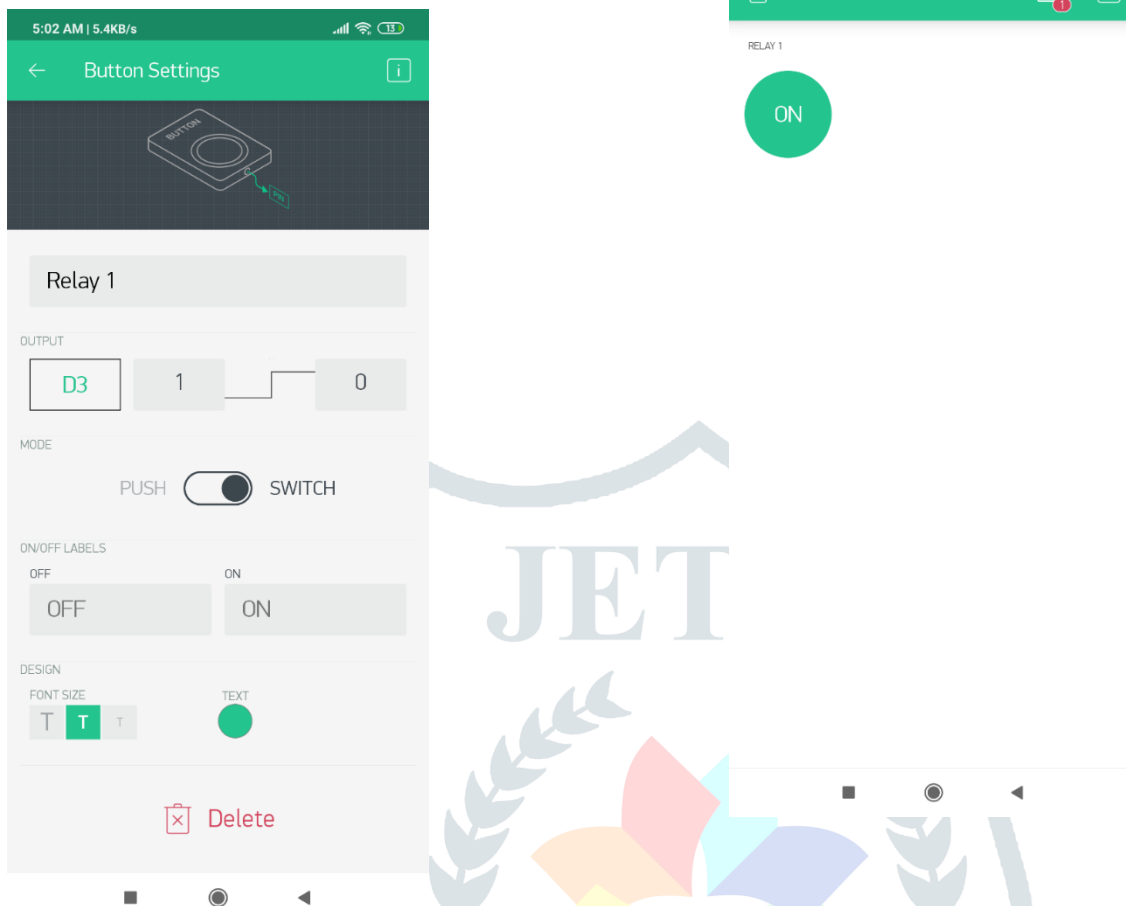 5:02 AM | 5.4KB/s
13
Button Settings
i
BUTTON
PIN
Relay 1
OUTPUT
D3 1 0
MODE
PUSH SWITCH
ON/OFF LABELS
OFF ON
OFF ON
DESIGN
FONT SIZE TEXT
T T T
Delete
1
RELAY 1
ON
JET